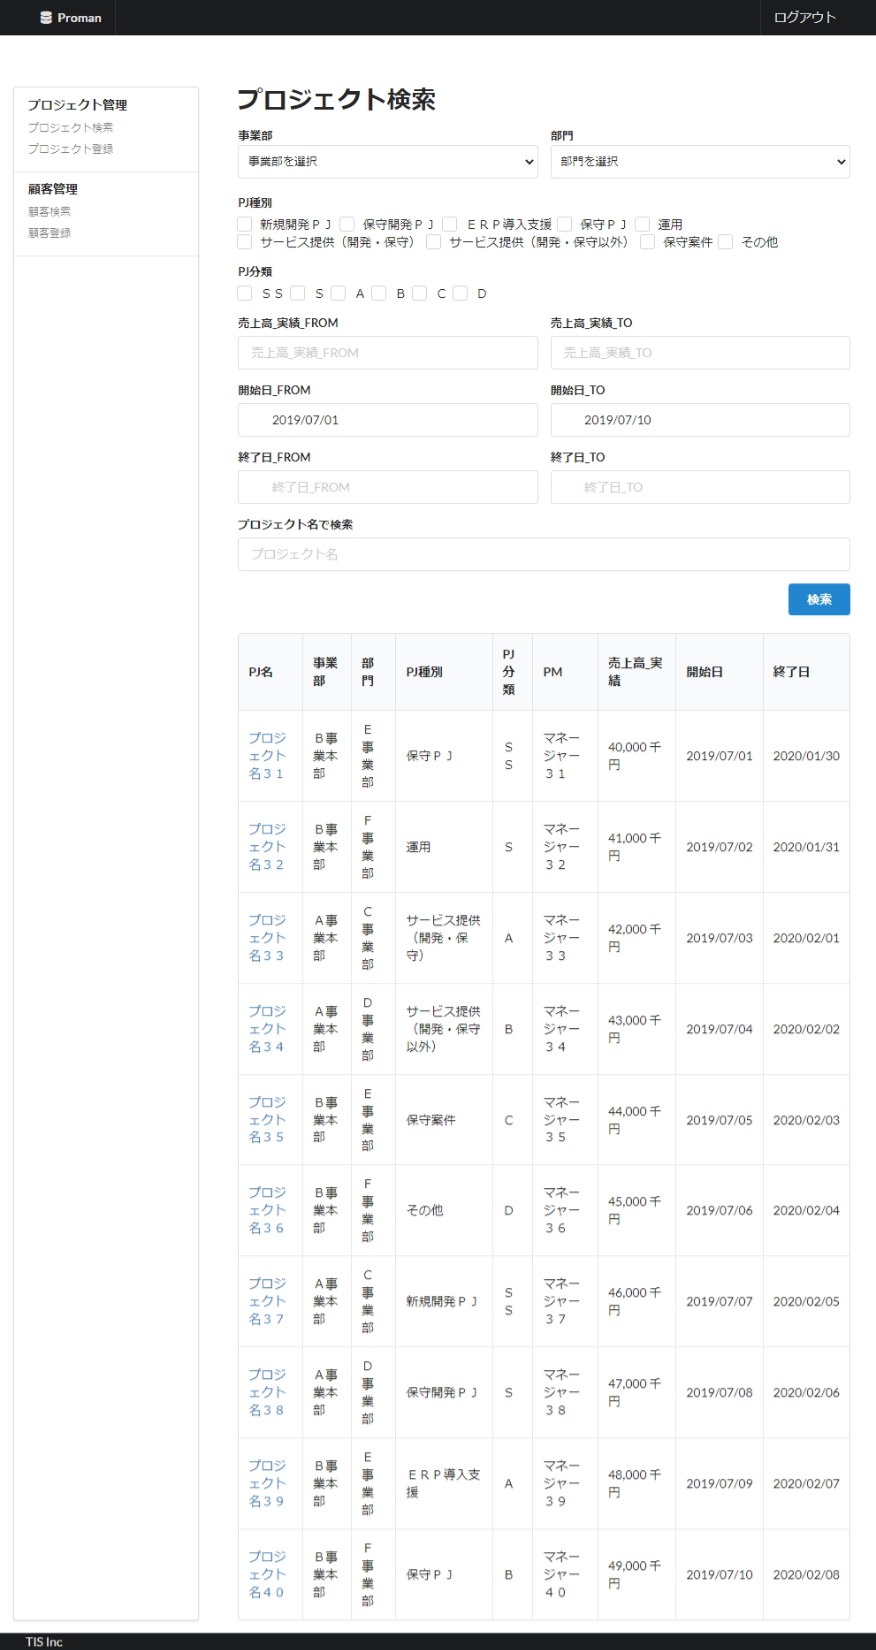 Proman
ログアウト
プロジェクト管理
プロジェクト検索
プロジェクト登録
顧客管理
顧客検索
顧客登録
プロジェクト検索
事業部 部門
事業部を選択 部門を選択
PJ種別
新規開発ＰＪ 保守開発ＰＪ ＥＲＰ導入支援 保守ＰＪ 運用
サービス提供（開発・保守） サービス提供（開発・保守以外） 保守案件 その他
PJ分類
ＳＳ Ｓ Ａ Ｂ Ｃ Ｄ
売上高_実績_FROM 売上高_実績_TO
売上高_実績_FROM 売上高_実績_TO
開始日_FROM 開始日_TO
2019/07/01 2019/07/10
終了日_FROM 終了日_TO
終了日_FROM 終了日_TO
プロジェクト名で検索
プロジェクト名
検索
PJ名 事業部 部門 PJ種別 PJ分類 PM 売上高_実績 開始日 終了日
プロジェクト名３１ Ｂ事業本部 Ｅ事業部 保守ＰＪ ＳＳ マネージャー３１ 40,000千円 2019/07/01 2020/01/30
プロジェクト名３２ Ｂ事業本部 Ｆ事業部 運用 Ｓ マネージャー３２ 41,000千円 2019/07/02 2020/01/31
プロジェクト名３３ Ａ事業本部 Ｃ事業部 サービス提供（開発・保守） Ａ マネージャー３３ 42,000千円 2019/07/03 2020/02/01
プロジェクト名３４ Ａ事業本部 Ｄ事業部 サービス提供（開発・保守以外） Ｂ マネージャー３４ 43,000千円 2019/07/04 2020/02/02
プロジェクト名３５ Ｂ事業本部 Ｅ事業部 保守案件 Ｃ マネージャー３５ 44,000千円 2019/07/05 2020/02/03
プロジェクト名３６ Ｂ事業本部 Ｆ事業部 その他 Ｄ マネージャー３６ 45,000千円 2019/07/06 2020/02/04
プロジェクト名３７ Ａ事業本部 Ｃ事業部 新規開発ＰＪ ＳＳ マネージャー３７ 46,000千円 2019/07/07 2020/02/05
プロジェクト名３８ Ａ事業本部 Ｄ事業部 保守開発ＰＪ Ｓ マネージャー３８ 47,000千円 2019/07/08 2020/02/06
プロジェクト名３９ Ｂ事業本部 Ｅ事業部 ＥＲＰ導入支援 Ａ マネージャー３９ 48,000千円 2019/07/09 2020/02/07
プロジェクト名４０ Ｂ事業本部 Ｆ事業部 保守ＰＪ Ｂ マネージャー４０ 49,000千円 2019/07/10 2020/02/08
TIS Inc